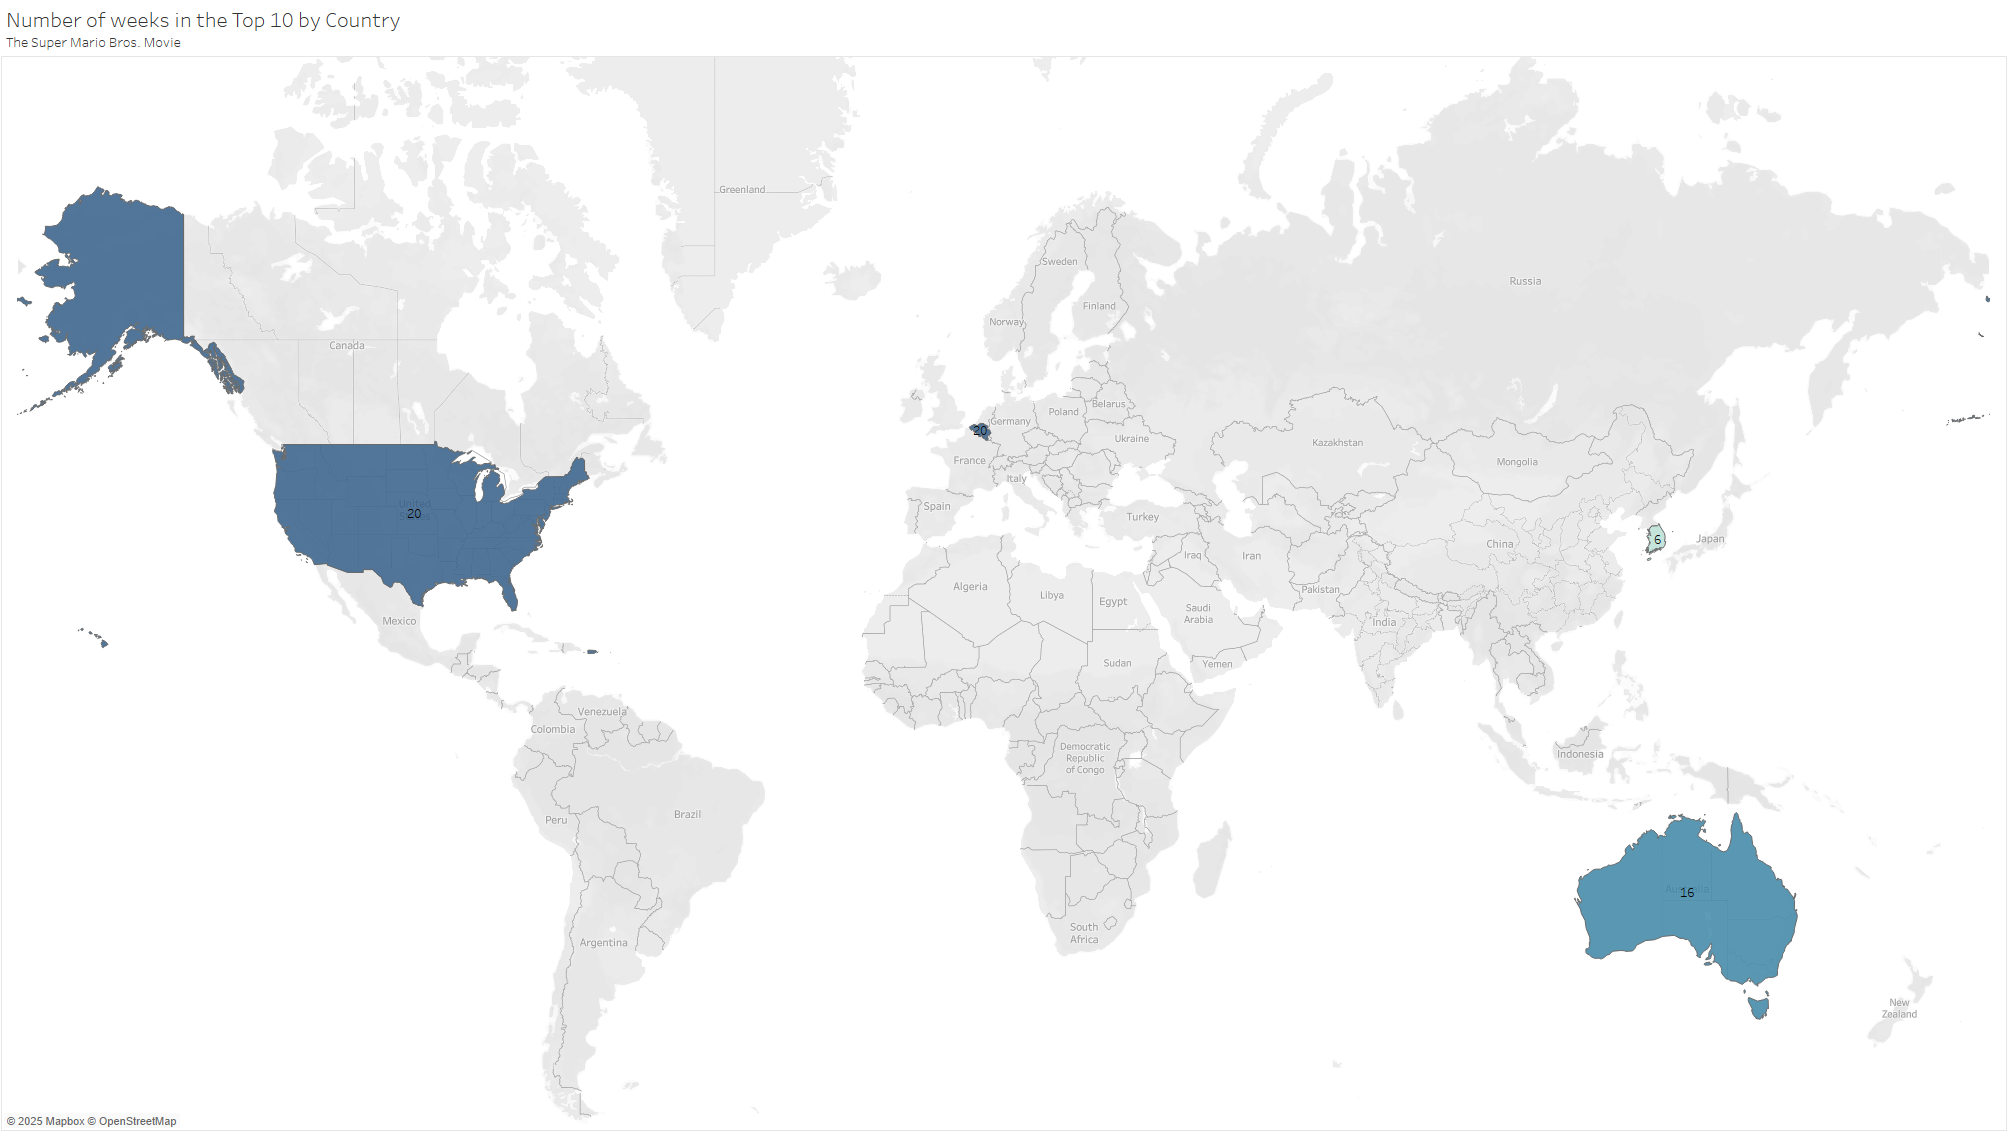 Number of weeks in the Top 10 by Country
The Super Mario Bros. Movie
Greenland
Sweden
Russia
Finland
Norway
Canada
Belarus
Poland
Germany
20
Ukraine
Kazakhstan
France
Mongolia
Italy
United
States
20
Spain
Turkey
China
6
Japan
Iraq
Iran
Algeria
Pakistan
Libya
Egypt
Saudi
Arabia
Mexico
India
Sudan
Yemen
Venezuela
Colombia
Democratic
Republic
of Congo
Indonesia
Brazil
Peru
Australia
16
South
Africa
Argentina
New
Zealand
© 2025 Mapbox © OpenStreetMap